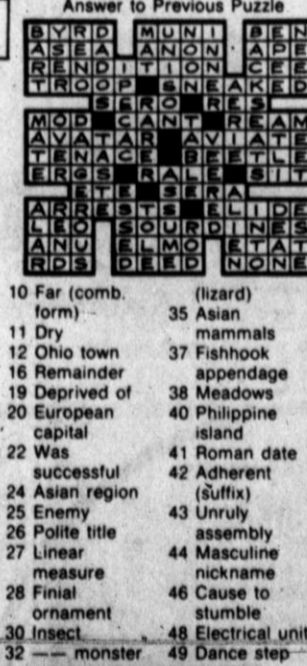 Answer to Previous Puzzle
BYRD MUNI BEN
ASEA ANON APE
RENDITION CEE
TROOP SNEAKED
SERO RES
MOD CANT REAM
AVATAR AVIATE
TENACE BEETLE
ERGS RALE SIT
ETE SERA
ARRESTS ELIDE
LEO SOURDINES
ANU ELMO ETAT
RDS DEED NONE
10 Far (comb.
form)
11 Dry
12 Ohio town
16 Remainder
19 Deprived of
20 European
capital
22 Was
successful
24 Asian region
25 Enemy
26 Polite title
27 Linear
measure
28 Finial
ornament
30 Insect
32 –– monster
(lizard)
35 Asian
mammals
37 Fishhook
appendage
38 Meadows
40 Philippine
island
41 Roman date
42 Adherent
(suffix)
43 Unruly
assembly
44 Masculine
nickname
46 Cause to
stumble
48 Electrical unit
49 Dance step